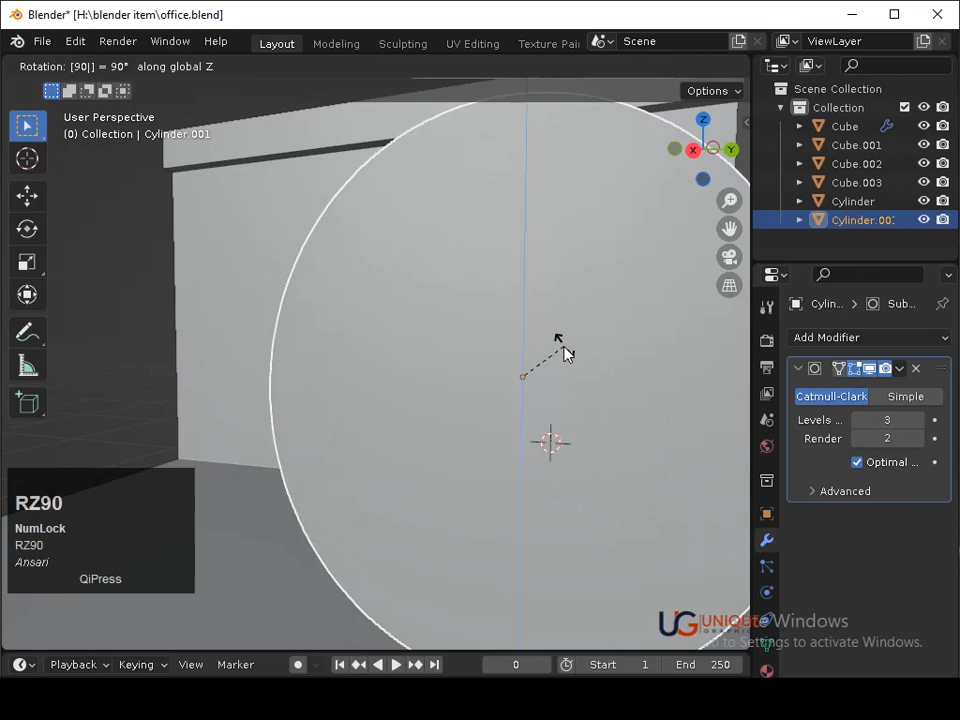 Blender* [H:\blender item\office.blend]
File Edit Render Window Help Layout Modeling Sculpting UV Editing Texture Pai Scene ViewLayer
Rotation: [90|] = 90° along global Z
Options
User Perspective
(0) Collection | Cylinder.001
Z
X
Y
Scene Collection
Collection
Cube
Cube.001
Cube.002
Cube.003
Cylinder
Cylinder.00
Cylin... > Sub...
Add Modifier
Catmull-Clark Simple
Levels ... 3
Render 2
Optimal ...
Advanced
RZ90
NumLock
RZ90
Ansari
QiPress
UG UNIQUE
Windows
to Settings to activate Windows.
Playback Keying View Marker 0 Start 1 End 250